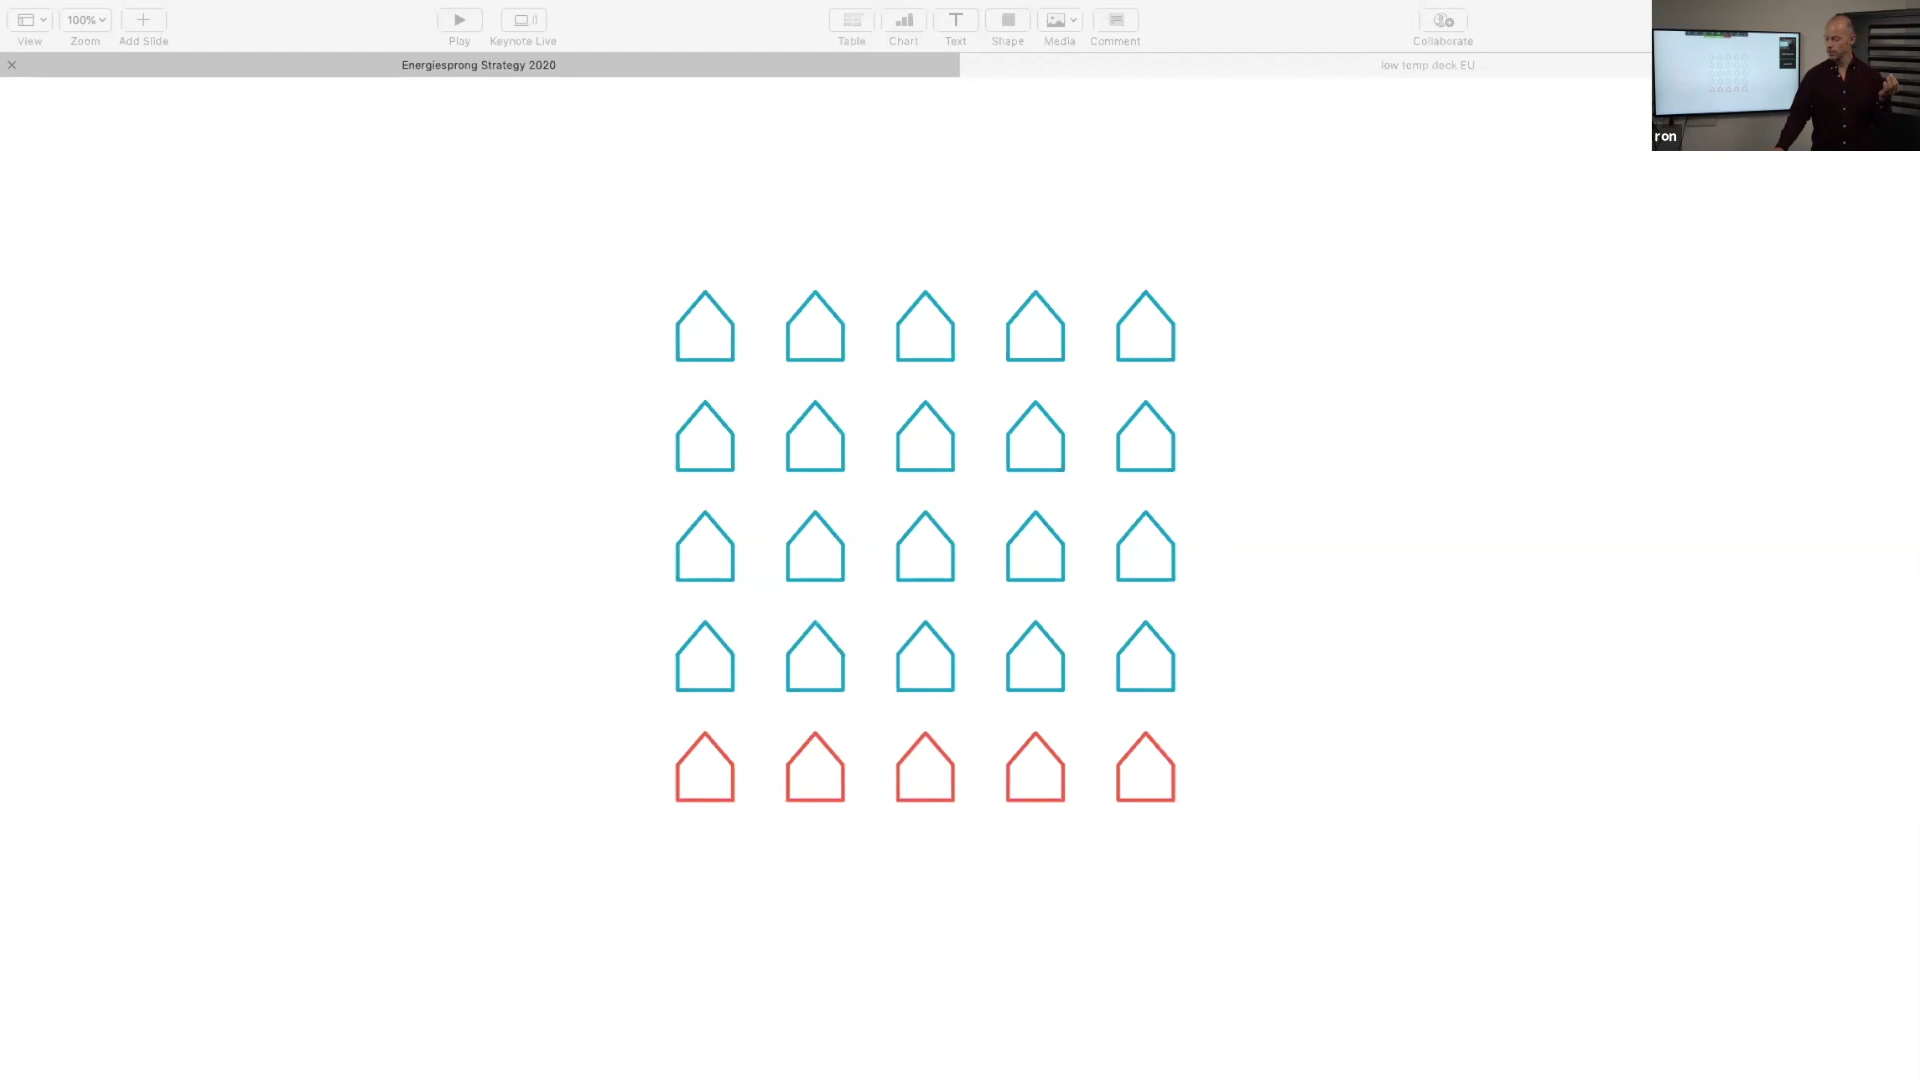 100%
View
Zoom
Add Slide
Play
Keynote Live
Table
Chart
Text
Shape
Media
Comment
Collaborate
Energiesprong Strategy 2020
low temp deck EU
ron